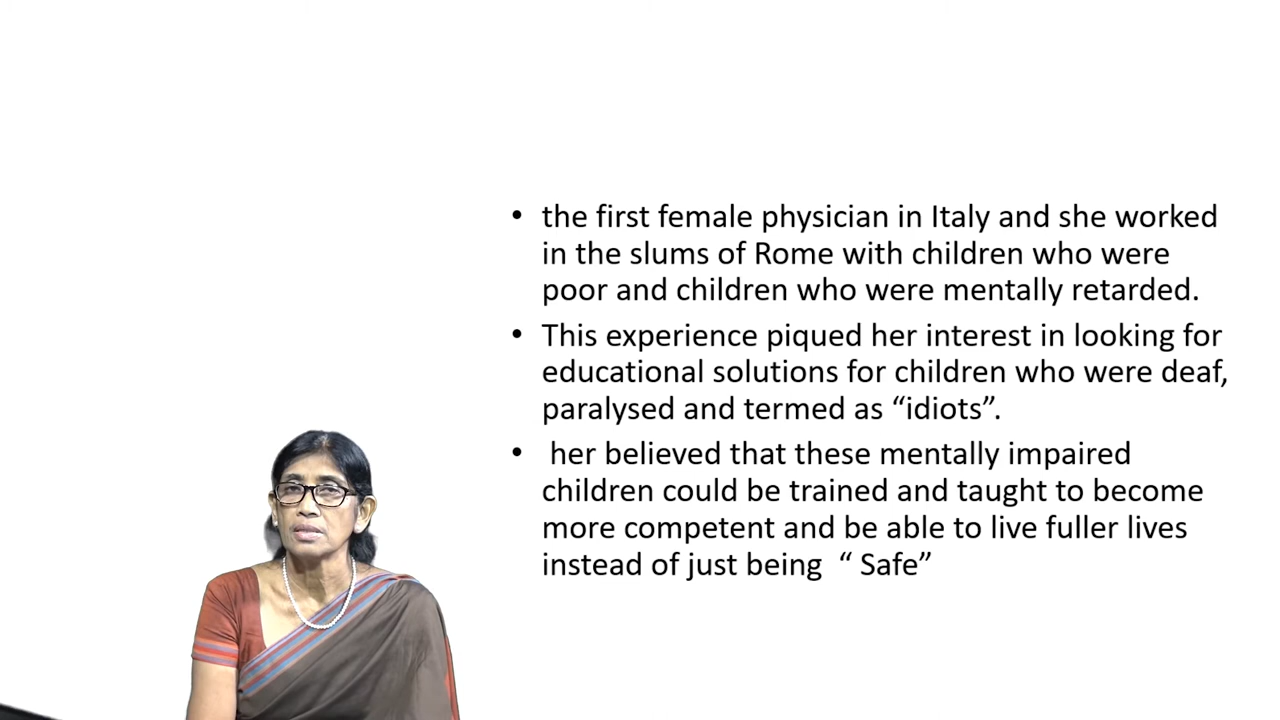 • the first female physician in Italy and she worked
in the slums of Rome with children who were
poor and children who were mentally retarded.
• This experience piqued her interest in looking for
educational solutions for children who were deaf,
paralysed and termed as “idiots”.
• her believed that these mentally impaired
children could be trained and taught to become
more competent and be able to live fuller lives
instead of just being “ Safe”